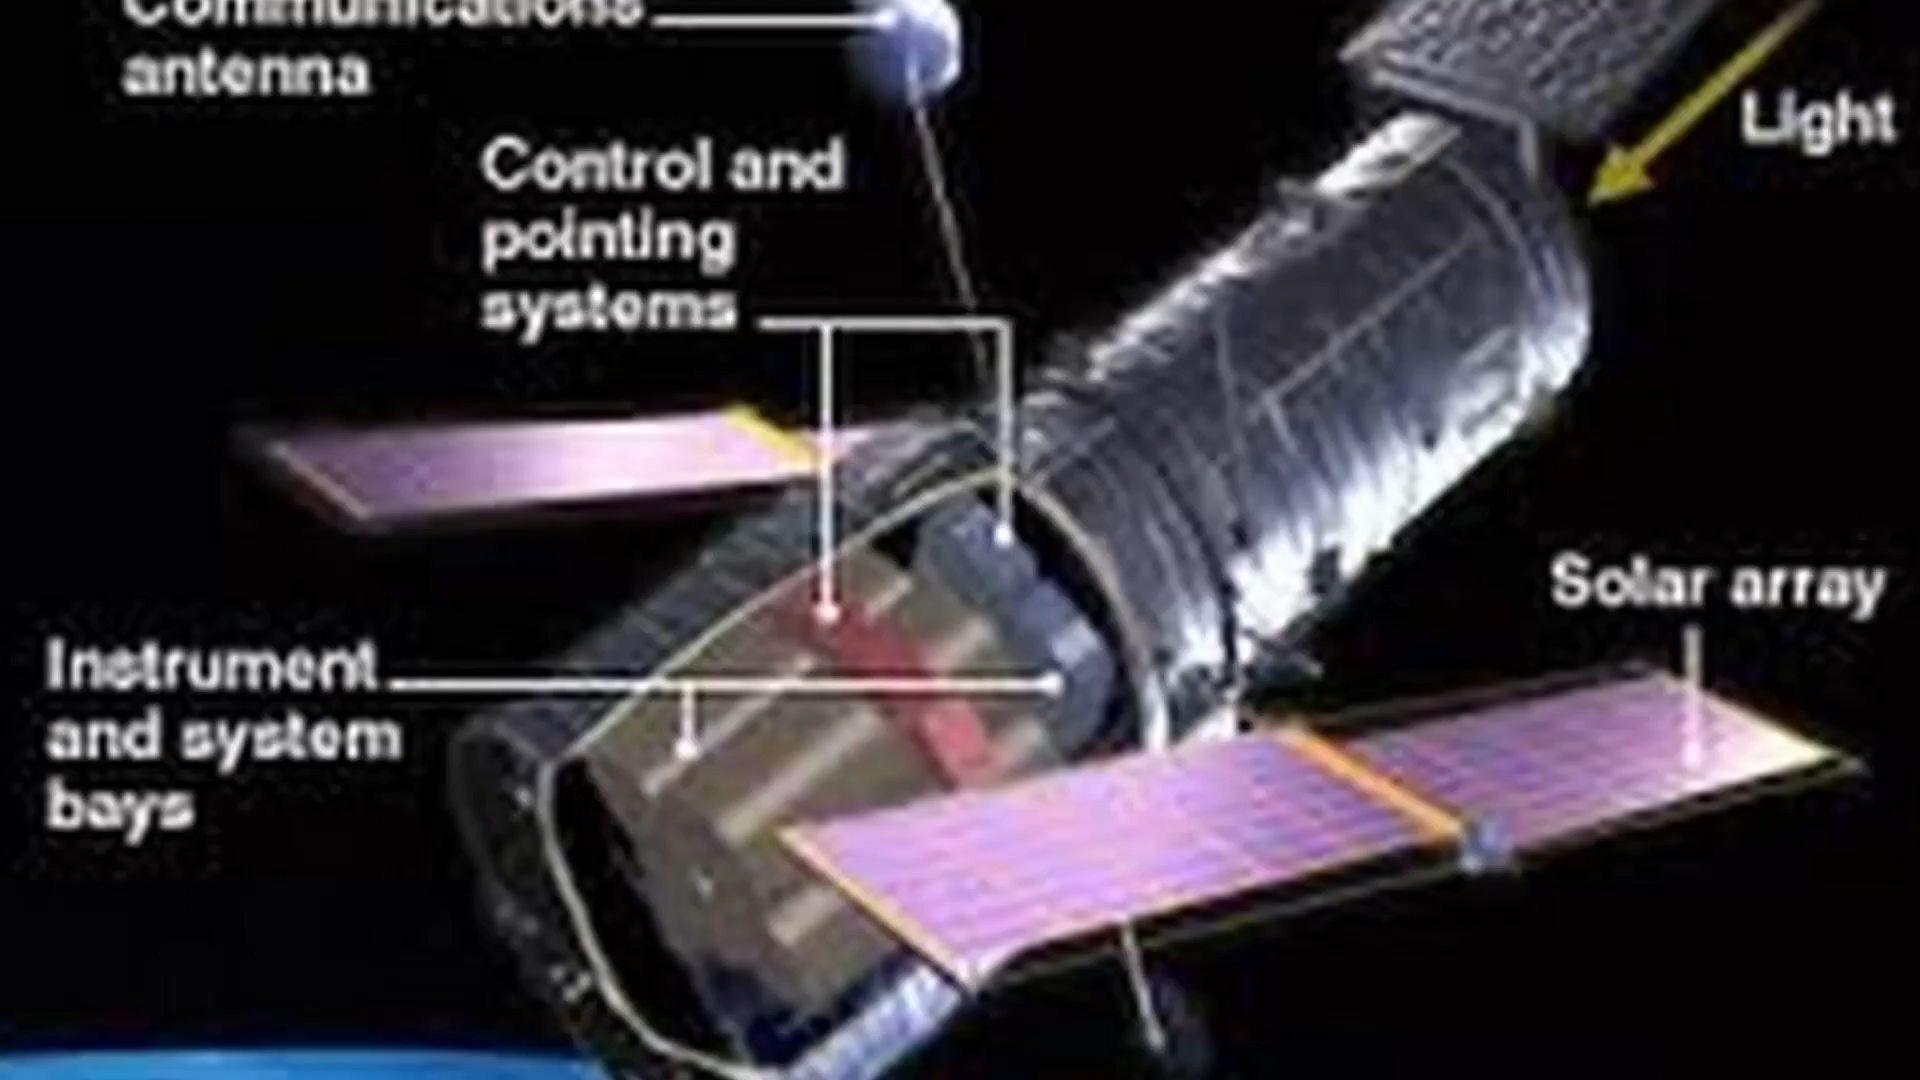 Communications
antenna
Control and
pointing
systems
Light
Solar array
Instrument
and system
bays